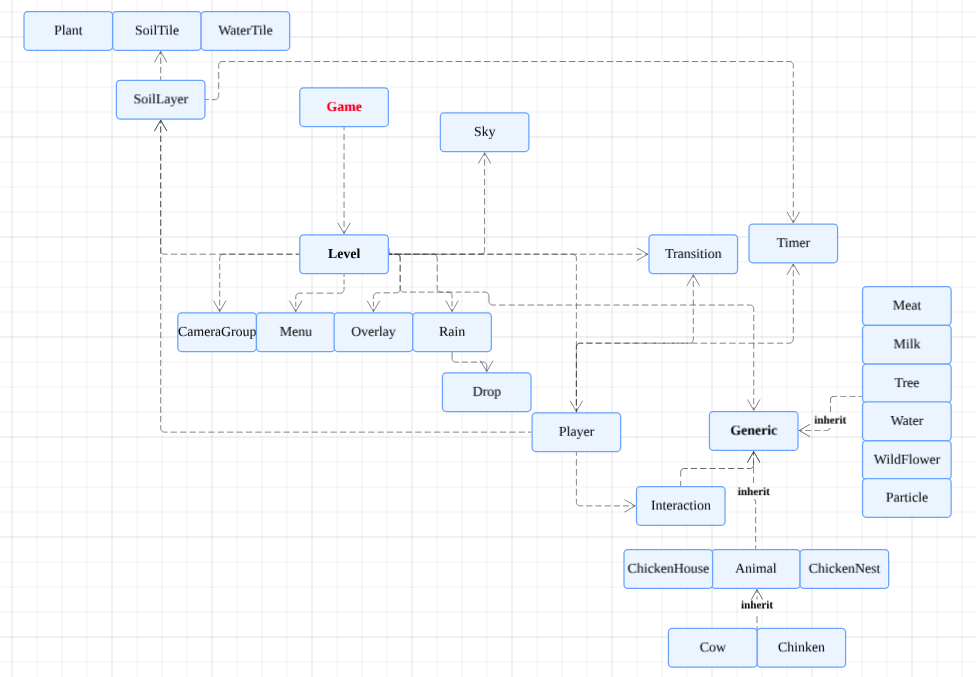 Plant
SoilTile
WaterTile
SoilLayer
Game
Sky
Level
Transition
Timer
CameraGroup
Menu
Overlay
Rain
Drop
Player
Generic
inherit
Meat
Milk
Tree
Water
WildFlower
Particle
Interaction
inherit
ChickenHouse
Animal
ChickenNest
inherit
Cow
Chinken